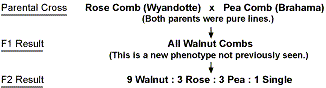 Parental Cross Rose Comb (Wyandotte) x Pea Comb (Brahama)
(Both parents were pure lines.)
F1 Result All Walnut Combs
(This is a new phenotype not previously seen.)
F2 Result 9 Walnut : 3 Rose : 3 Pea : 1 Single